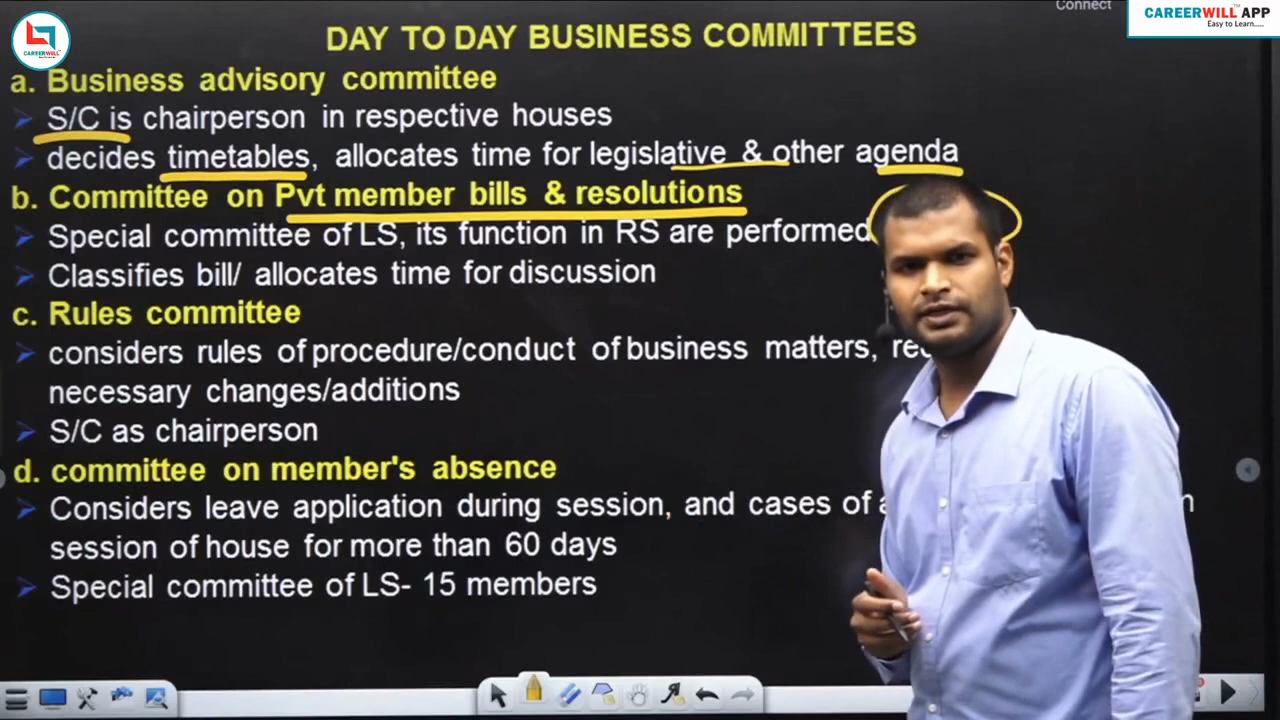 Connect
CAREERWILL APP
Easy to Learn.....
CAREERWILL
DAY TO DAY BUSINESS COMMITTEES
a. Business advisory committee
➤ S/C is chairperson in respective houses
➤ decides timetables, allocates time for legislative & other agenda
b. Committee on Pvt member bills & resolutions
➤ Special committee of LS, its function in RS are performed
➤ Classifies bill/ allocates time for discussion
c. Rules committee
➤ considers rules of procedure/conduct of business matters,
necessary changes/additions
➤ S/C as chairperson
d. committee on member's absence
➤ Considers leave application during session, and cases of
session of house for more than 60 days
➤ Special committee of LS- 15 members